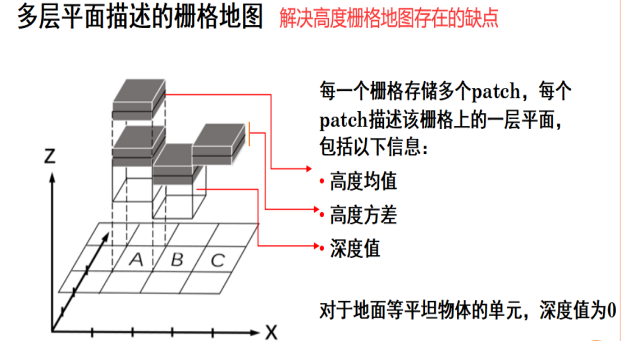 多层平面描述的栅格地图 解决高度栅格地图存在的缺点
每一个栅格存储多个patch，每个
patch描述该栅格上的一层平面，
包括以下信息：
• 高度均值
• 高度方差
• 深度值
对于地面等平坦物体的单元，深度值为0
Z
A B C
X